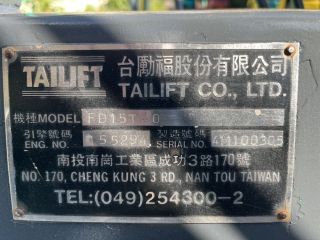 TAILIFT
台勵福股份有限公司
TAILIFT CO., LTD.
機種MODEL FD15T
引擎號碼 ENG. NO. 製造號碼 SERIAL NO.
南投南崗工業區成功3路170號
NO. 170, CHENG KUNG 3 RD., NAN TOU TAIWAN
TEL:(049)254300-2